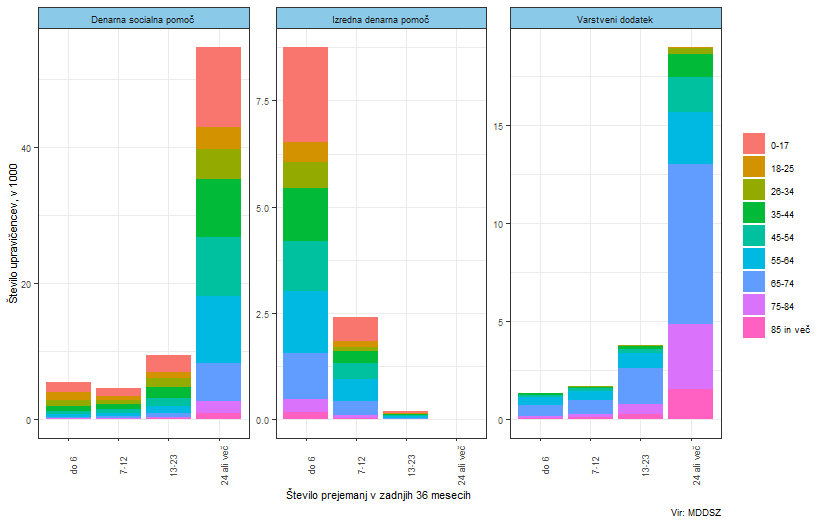 Denarna socialna pomoč
Izredna denarna pomoč
Varstveni dodatek
Število upravičencev, v 1000
40
20
0
7.5
5.0
2.5
0.0
15
10
5
0
do 6
7-12
13-23
24 ali več
do 6
7-12
13-23
24 ali več
do 6
7-12
13-23
24 ali več
Število prejemanj v zadnjih 36 mesecih
0-17
18-25
26-34
35-44
45-54
55-64
65-74
75-84
85 in več
Vir: MDDSZ